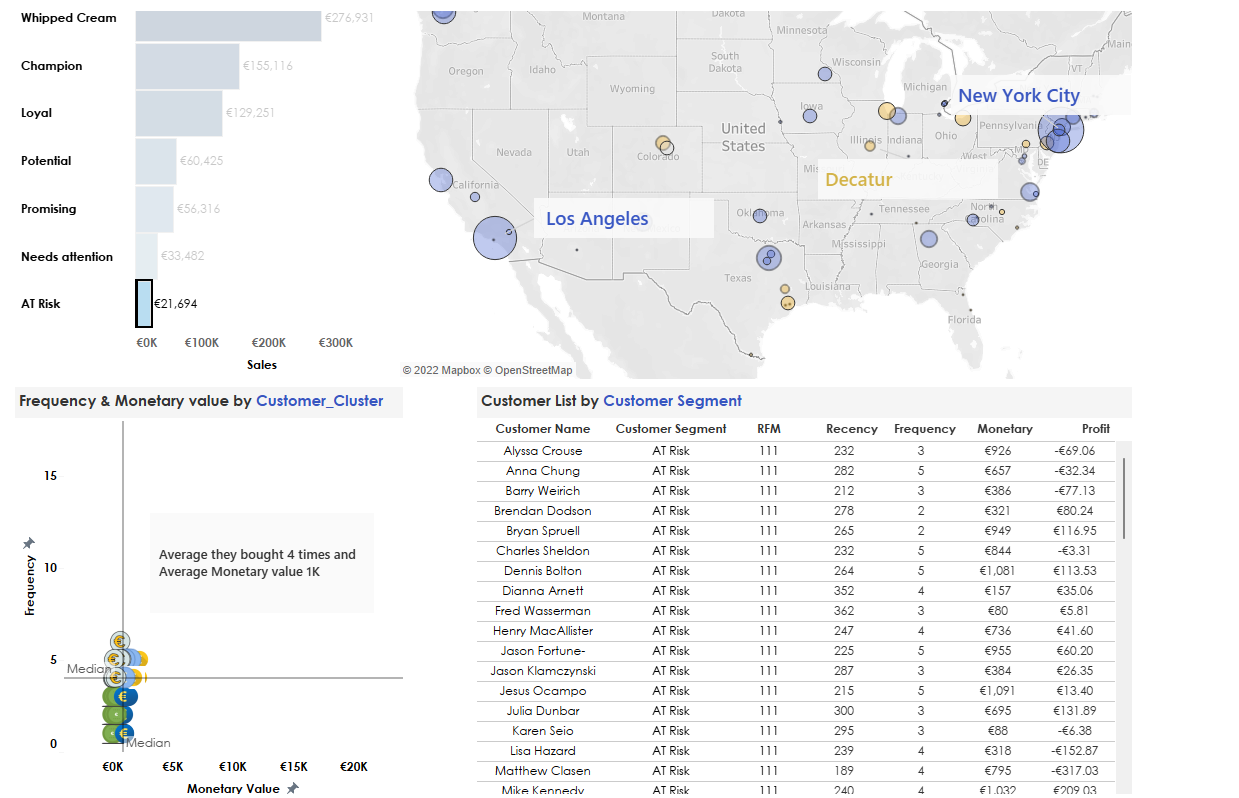 Whipped Cream €276,931
Champion €155,116
Loyal €129,251
Potential €60,425
Promising €56,316
Needs attention €33,482
AT Risk €21,694
€0K €100K €200K €300K
Sales
Montana
Dakota
Minnesota
Main
Oregon
Idaho
South
Dakota
Wisconsin
VT
Wyoming
Michigan
New York City
Iowa
United
States
Pennsylvania
Nevada
Utah
Colorado
Illinois
Indiana
Ohio
West
MD
DE
California
Decatur
Los Angeles
Oklahoma
Arkansas
Tennessee
North
Carolina
Mississippi
Texas
Louisiana
Georgia
Florida
© 2022 Mapbox © OpenStreetMap
Frequency & Monetary value by Customer_Cluster
15
10
5
0
Frequency
Average they bought 4 times and
Average Monetary value 1K
Median
Median
€0K €5K €10K €15K €20K
Monetary Value
Customer List by Customer Segment
Customer Name Customer Segment RFM Recency Frequency Monetary Profit
Alyssa Crouse AT Risk 111 232 3 €926 -€69.06
Anna Chung AT Risk 111 282 5 €657 -€32.34
Barry Weirich AT Risk 111 212 3 €386 -€77.13
Brendan Dodson AT Risk 111 278 2 €321 €80.24
Bryan Spruell AT Risk 111 265 2 €949 €116.95
Charles Sheldon AT Risk 111 232 5 €844 -€3.31
Dennis Bolton AT Risk 111 264 5 €1,081 €113.53
Dianna Arnett AT Risk 111 352 4 €157 €35.06
Fred Wasserman AT Risk 111 362 3 €80 €5.81
Henry MacAllister AT Risk 111 247 4 €736 €41.60
Jason Fortune- AT Risk 111 225 5 €955 €60.20
Jason Klamczynski AT Risk 111 287 3 €384 €26.35
Jesus Ocampo AT Risk 111 215 5 €1,091 €13.40
Julia Dunbar AT Risk 111 300 3 €695 €131.89
Karen Seio AT Risk 111 295 3 €88 -€6.38
Lisa Hazard AT Risk 111 239 4 €318 -€152.87
Matthew Clasen AT Risk 111 189 4 €795 -€317.03
Mike Kennedy AT Risk 111 240 4 €1,032 €209.03